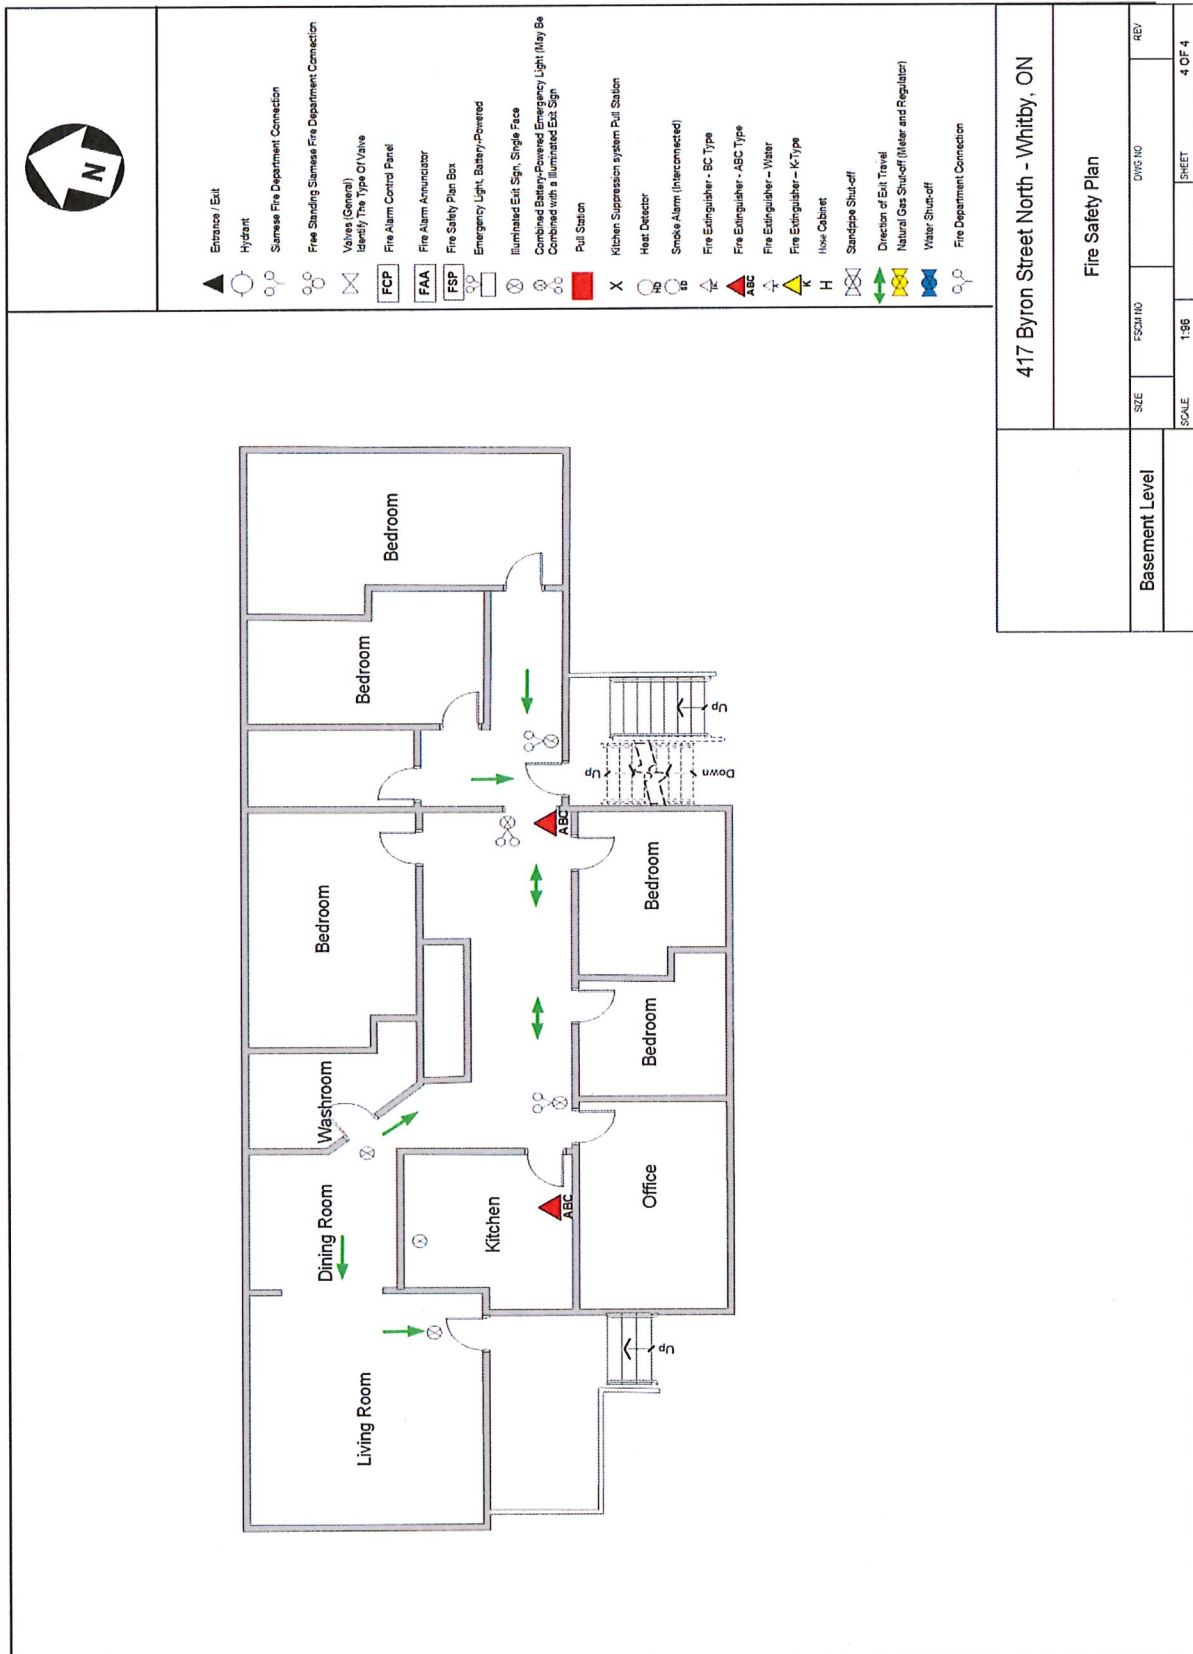 N
Entrance / Exit
Hydrant
Siamese Fire Department Connection
Free Standing Siamese Fire Department Connection
Valves (General)
Identify The Type Of Valve
FCP
Fire Alarm Control Panel
FAA
Fire Alarm Annunciator
FSP
Fire Safety Plan Box
Emergency Light, Battery-Powered
Illuminated Exit Sign, Single Face
Combined Battery-Powered Emergency Light (May Be
Combined with a Illuminated Exit Sign
Pull Station
X
Kitchen Suppression system Pull Station
HD
Heat Detector
SD
Smoke Alarm (Interconnected)
Fire Extinguisher - BC Type
ABC
Fire Extinguisher - ABC Type
Fire Extinguisher – Water
K
Fire Extinguisher – K-Type
H
Hose Cabinet
Standpipe Shut-off
Direction of Exit Travel
Natural Gas Shut-off (Meter and Regulator)
Water Shut-off
Fire Department Connection
Living Room
Dining Room
Washroom
Bedroom
Bedroom
Bedroom
Kitchen
ABC
ABC
Office
Bedroom
Bedroom
Up
Up
Down
Up
417 Byron Street North - Whitby, ON
Fire Safety Plan
Basement Level
SIZE
FSCM NO
DWG NO
REV
SCALE
1:96
SHEET
4 OF 4